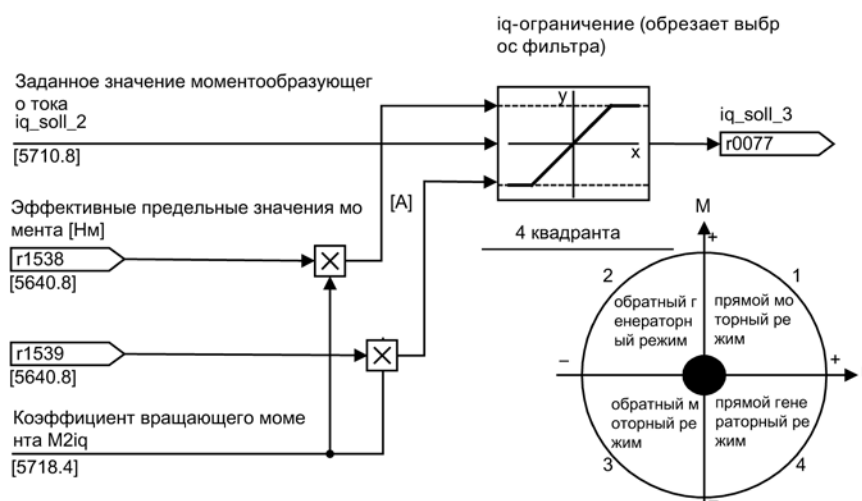 iq-ограничение (обрезает выбр
ос фильтра)
Заданное значение моментообразующег
о тока
iq_soll_2
[5710.8]
y
x
iq_soll_3
r0077
Эффективные предельные значения мо
мента [Нм]
[A]
r1538
[5640.8]
r1539
[5640.8]
Коэффициент вращающего моме
нта M2iq
[5718.4]
M
4 квадранта
+
2
1
обратный г
енераторн
ый режим
прямой мо
торный ре
жим
–
+
обратный м
оторный ре
жим
прямой гене
раторный ре
жим
3
4
–